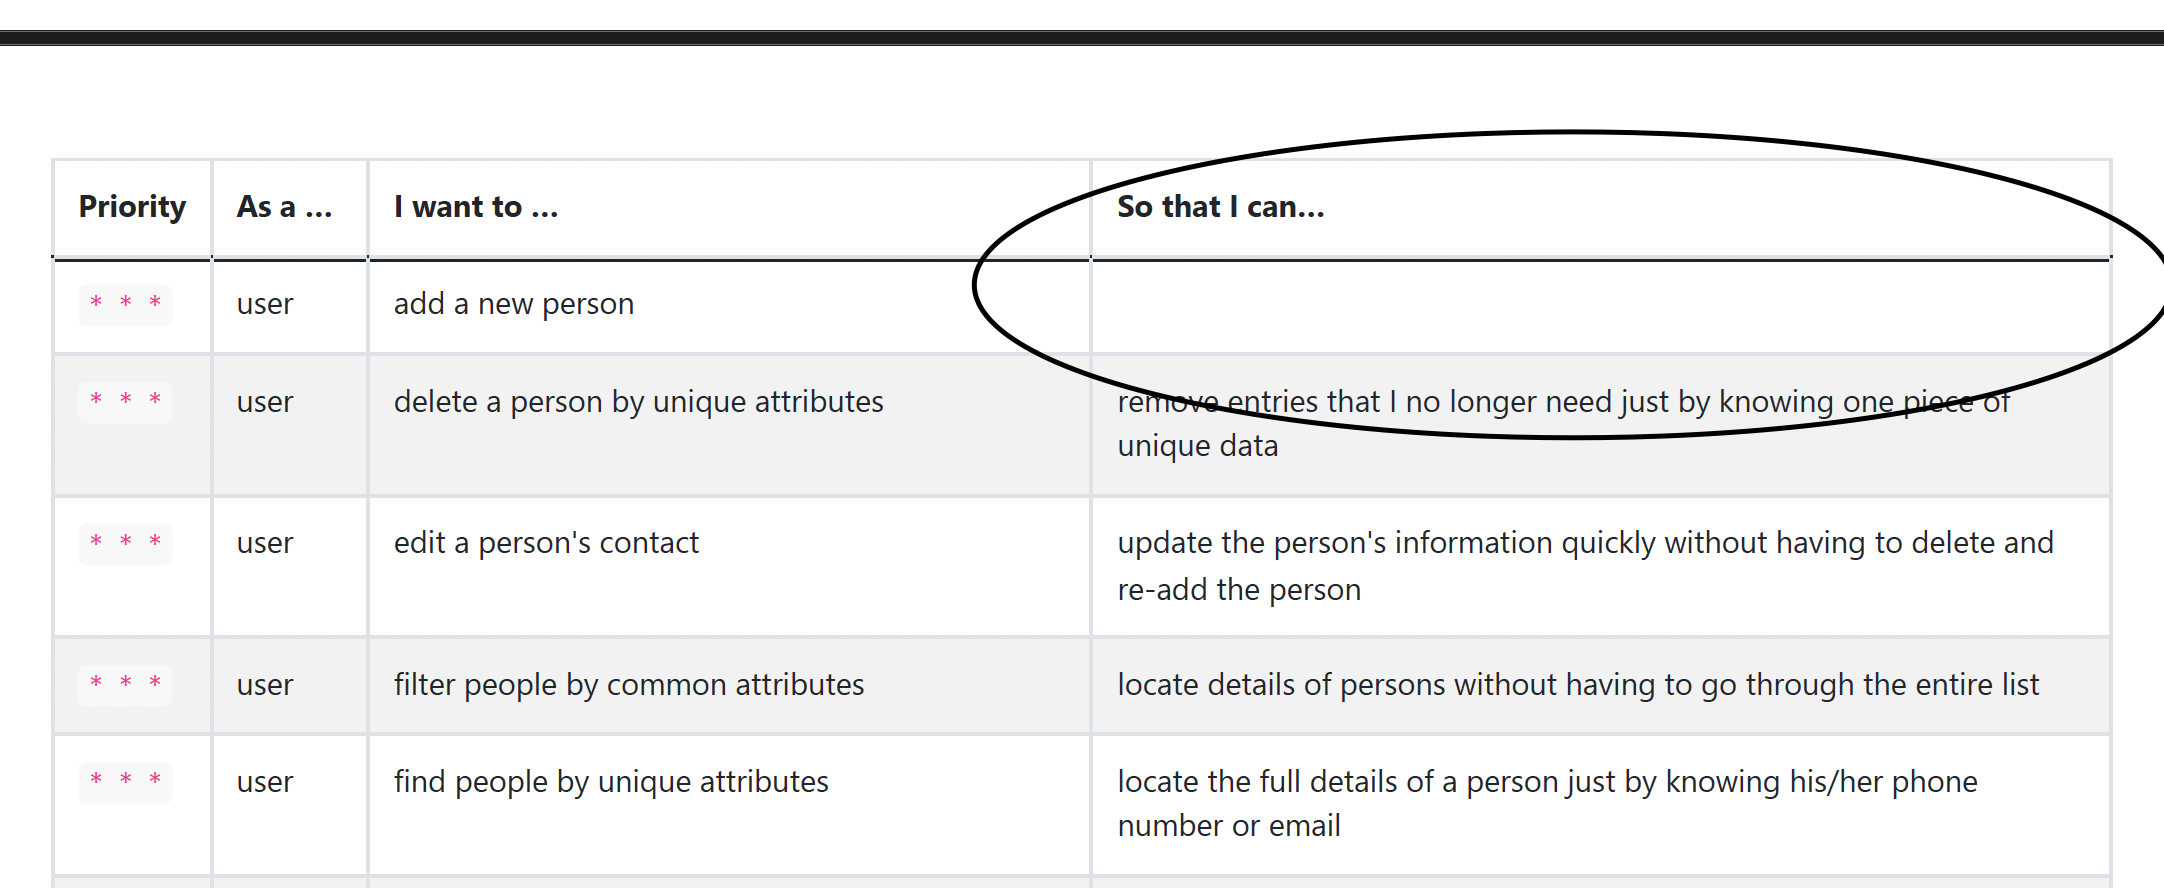 Priority As a ... I want to ... So that I can...
* * * user add a new person
* * * user delete a person by unique attributes remove entries that I no longer need just by knowing one piece of
unique data
* * * user edit a person's contact update the person's information quickly without having to delete and
re-add the person
* * * user filter people by common attributes locate details of persons without having to go through the entire list
* * * user find people by unique attributes locate the full details of a person just by knowing his/her phone
number or email